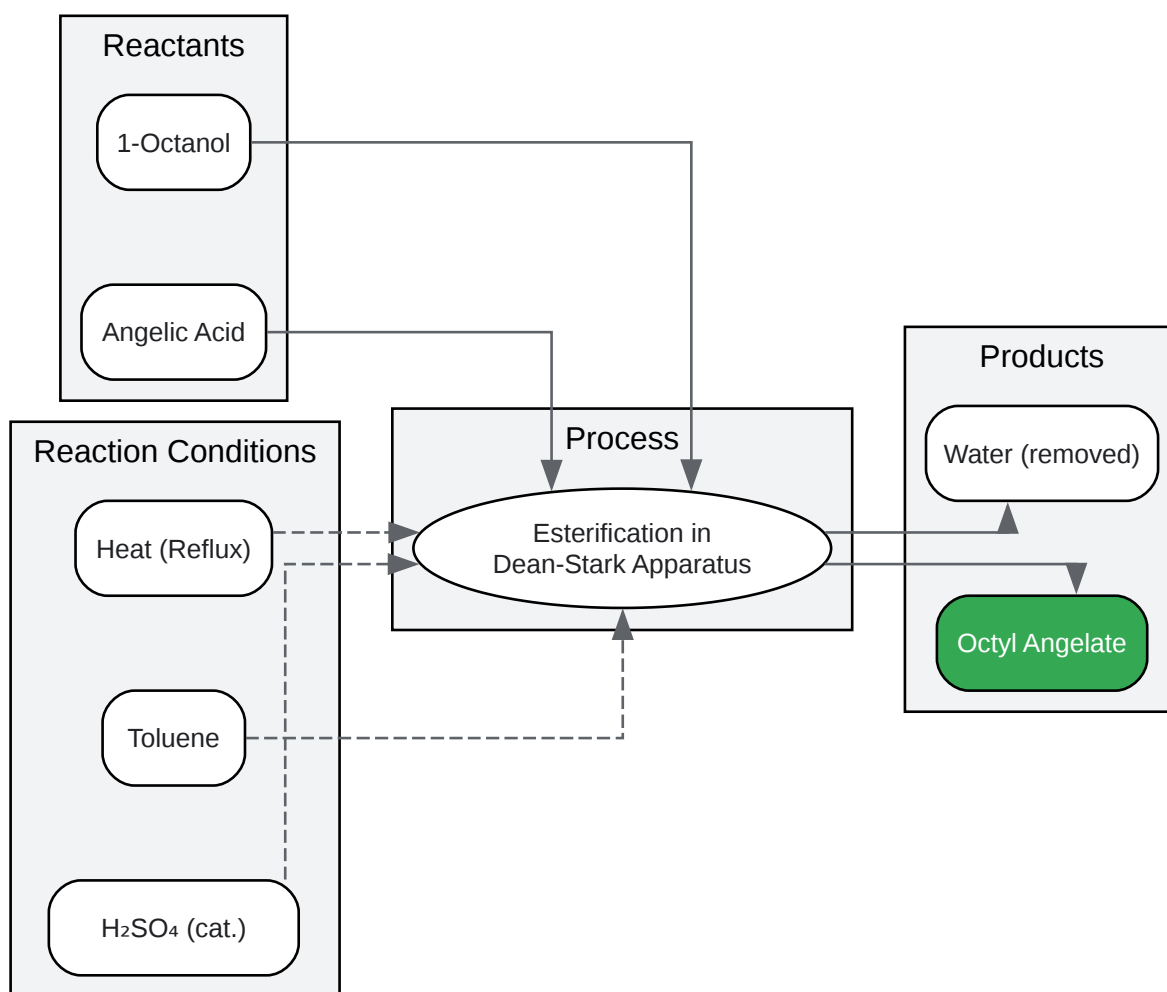 Reactants
1-Octanol
Angelic Acid
Reaction Conditions
Heat (Reflux)
Toluene
H₂SO₄ (cat.)
Process
Esterification in
Dean-Stark Apparatus
Products
Water (removed)
Octyl Angelate